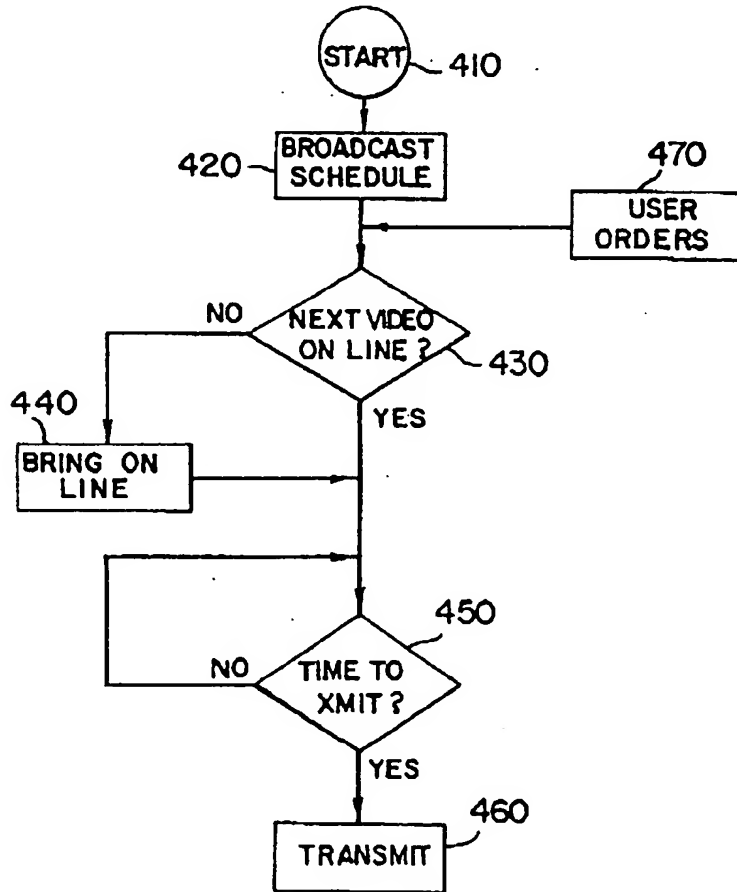 START
410
BROADCAST
SCHEDULE
420
470
USER
ORDERS
NO
NEXT VIDEO
ON LINE?
430
440
YES
BRING ON
LINE
450
NO
TIME TO
XMIT?
YES
460
TRANSMIT